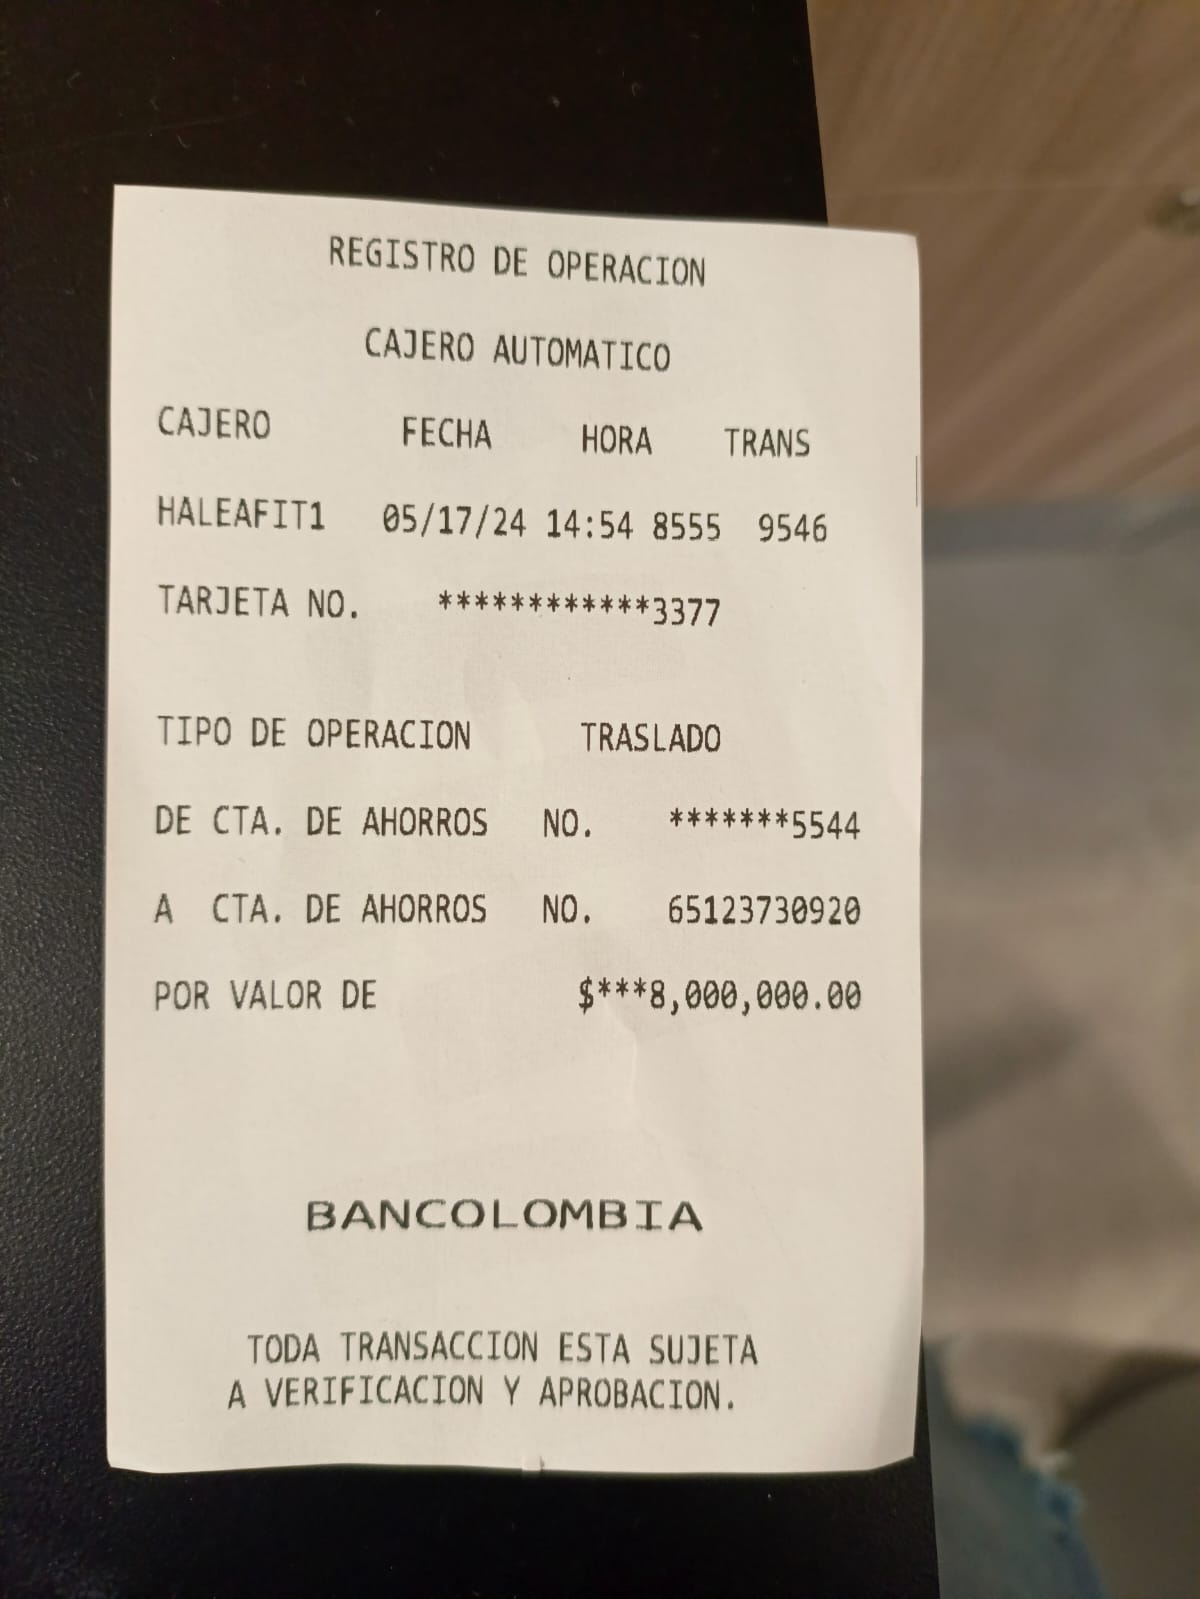 REGISTRO DE OPERACION
CAJERO AUTOMATICO
CAJERO FECHA HORA TRANS
HALEAFIT1 05/17/24 14:54 8555 9546
TARJETA NO. ************3377
TIPO DE OPERACION TRASLADO
DE CTA. DE AHORROS NO. *******5544
A CTA. DE AHORROS NO. 65123730920
POR VALOR DE $***8,000,000.00
BANCOLOMBIA
TODA TRANSACCION ESTA SUJETA
A VERIFICACION Y APROBACION.